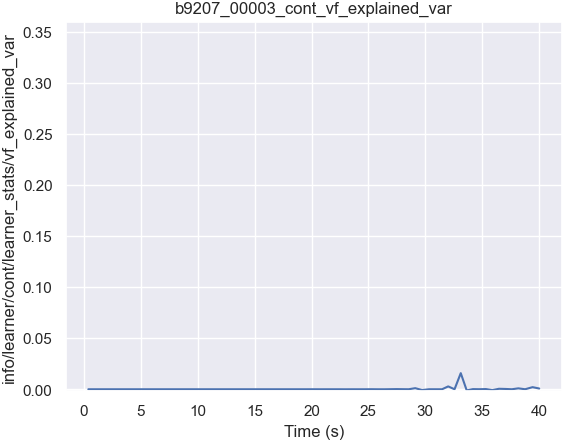 b9207_00003_cont_vf_explained_var
info/learner/cont/learner_stats/vf_explained_var
0.35
0.30
0.25
0.20
0.15
0.10
0.05
0.00
0 5 10 15 20 25 30 35 40
Time (s)